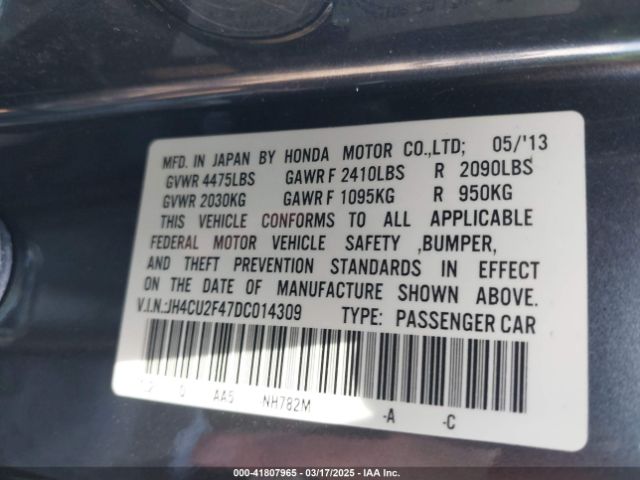 MFD. IN JAPAN BY HONDA MOTOR CO.,LTD; 05/'13
GVWR 4475LBS GAWR F 2410LBS R 2090LBS
GVWR 2030KG GAWR F 1095KG R 950KG
THIS VEHICLE CONFORMS TO ALL APPLICABLE
FEDERAL MOTOR VEHICLE SAFETY ,BUMPER,
AND THEFT PREVENTION STANDARDS IN EFFECT
ON THE DATE OF MANUFACTURE SHOWN ABOVE.
V.I.N.:JH4CU2F47DC014309 TYPE: PASSENGER CAR
AA5 -NH782M -A -C
000-41807965 - 03/17/2025 - IAA Inc.